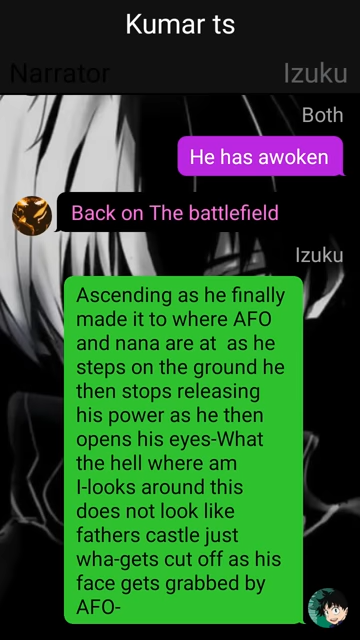 Kumar ts
Narrator
Izuku
Both
He has awoken
Back on The battlefield
Izuku
Ascending as he finally
made it to where AFO
and nana are at  as he
steps on the ground he
then stops releasing
his power as he then
opens his eyes-What
the hell where am
I-looks around this
does not look like
fathers castle just
wha-gets cut off as his
face gets grabbed by
AFO-